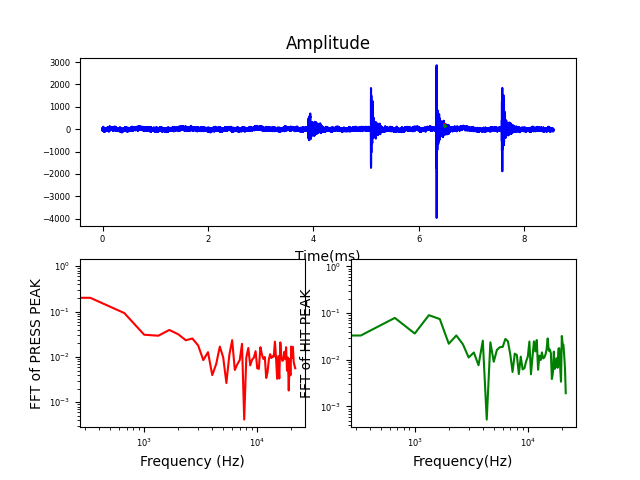 Amplitude
3000
2000
1000
0
−1000
−2000
−3000
−4000
0 2 4 6 8
Time(ms)
FFT of PRESS PEAK
10⁰
10⁻¹
10⁻²
10⁻³
10³ 10⁴
Frequency (Hz)
FFT of HIT PEAK
10⁰
10⁻¹
10⁻²
10⁻³
10³ 10⁴
Frequency(Hz)